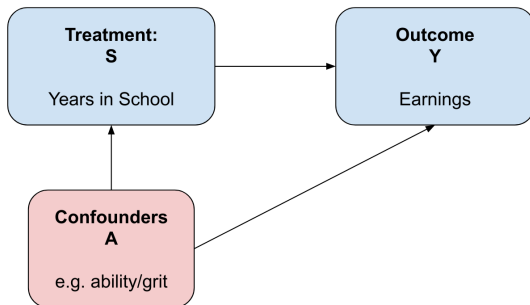 Treatment:
S
Years in School
Outcome
Y
Earnings
Confounders
A
e.g. ability/grit